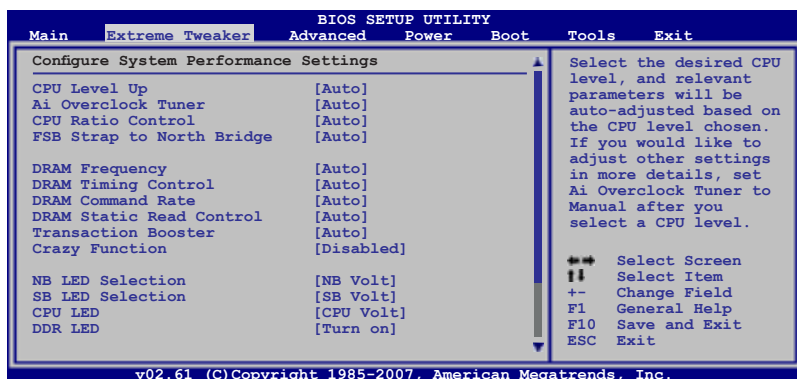 BIOS SETUP UTILITY
Main Extreme Tweaker Advanced Power Boot Tools Exit
Configure System Performance Settings
CPU Level Up [Auto]
Ai Overclock Tuner [Auto]
CPU Ratio Control [Auto]
FSB Strap to North Bridge [Auto]
DRAM Frequency [Auto]
DRAM Timing Control [Auto]
DRAM Command Rate [Auto]
DRAM Static Read Control [Auto]
Transaction Booster [Auto]
Crazy Function [Disabled]
NB LED Selection [NB Volt]
SB LED Selection [SB Volt]
CPU LED [CPU Volt]
DDR LED [Turn on]
Select the desired CPU
level, and relevant
parameters will be
auto-adjusted based on
the CPU level chosen.
If you would like to
adjust other settings
in more details, set
Ai Overclock Tuner to
Manual after you
select a CPU level.
Select Screen
Select Item
+- Change Field
F1 General Help
F10 Save and Exit
ESC Exit
v02.61 (C)Copyright 1985-2007, American Megatrends, Inc.